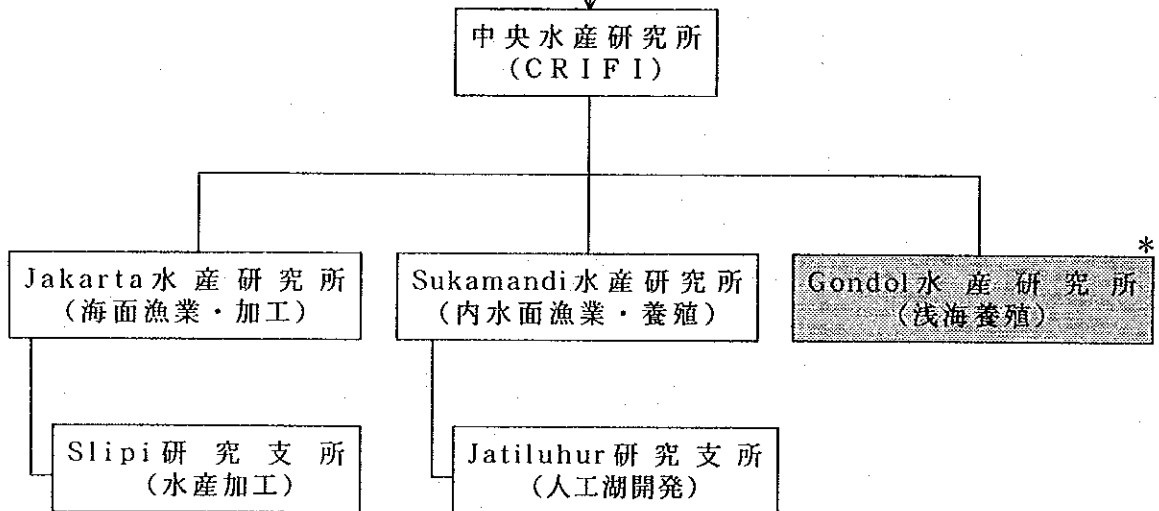 中央水産研究所
(CRIFI)
Jakarta水産研究所
(海面漁業・加工)
Sukamandi水産研究所
(内水面漁業・養殖)
*
Gondol水産研究所
(浅海養殖)
Slipi研究支所
(水産加工)
Jatiluhur研究支所
(人工湖開発)